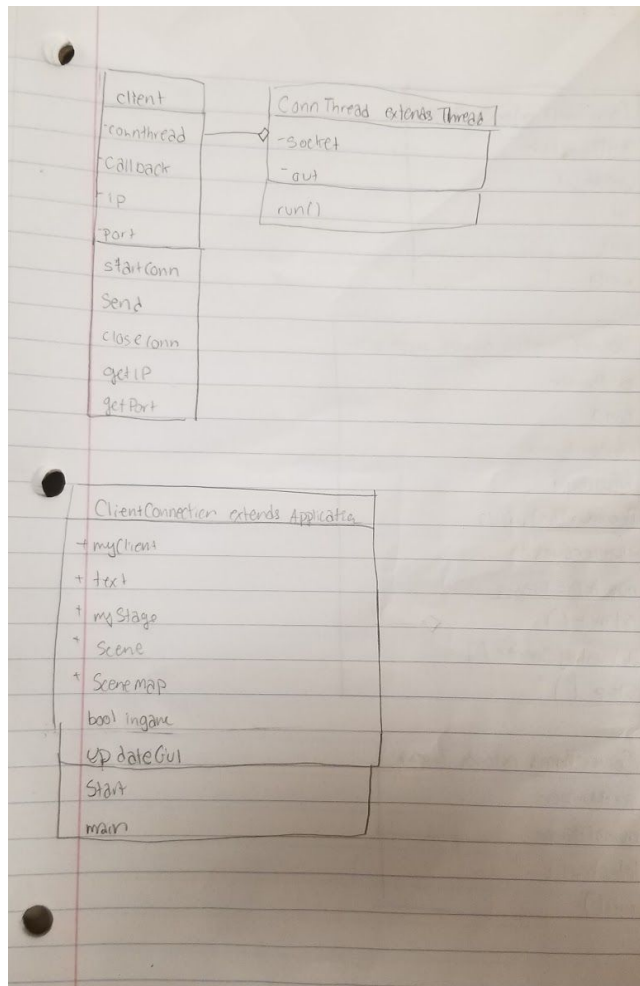 client
-connthread
-Callback
-ip
-Port
startConn
Send
closeConn
getIP
getPort
ConnThread extends Thread
-Socket
-out
run()
ClientConnection extends Applicatio
+ myClient
+ text
+ myStage
+ Scene
+ Scenemap
bool ingame
updateGUI
Start
main